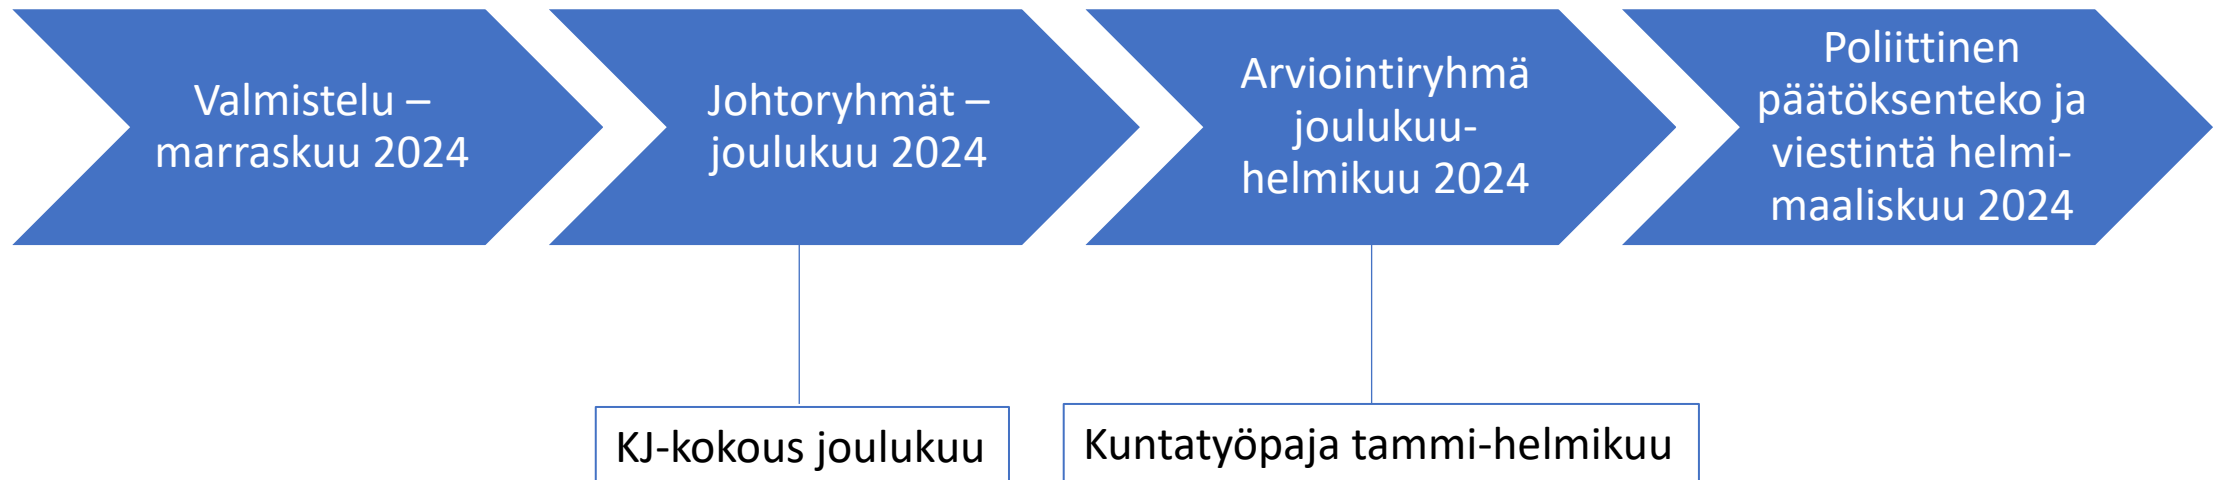 Valmistelu –
marraskuu 2024
Johtoryhmät –
joulukuu 2024
Arviointiryhmä
joulukuu-
helmikuu 2024
Poliittinen
päätöksenteko ja
viestintä helmi-
maaliskuu 2024
KJ-kokous joulukuu
Kuntatyöpaja tammi-helmikuu